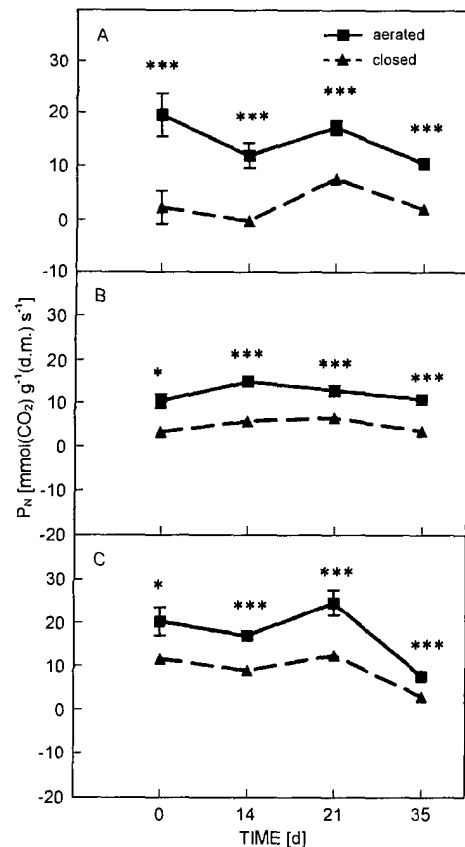 A
aerated
closed
30
20
10
0
-10
*** *** *** ***
B
30
20
10
0
-10
-20
* *** *** ***
C
30
20
10
0
-10
-20
* *** *** ***
P_N [mmol(CO₂) g⁻¹(d.m.) s⁻¹]
0 14 21 35
TIME [d]